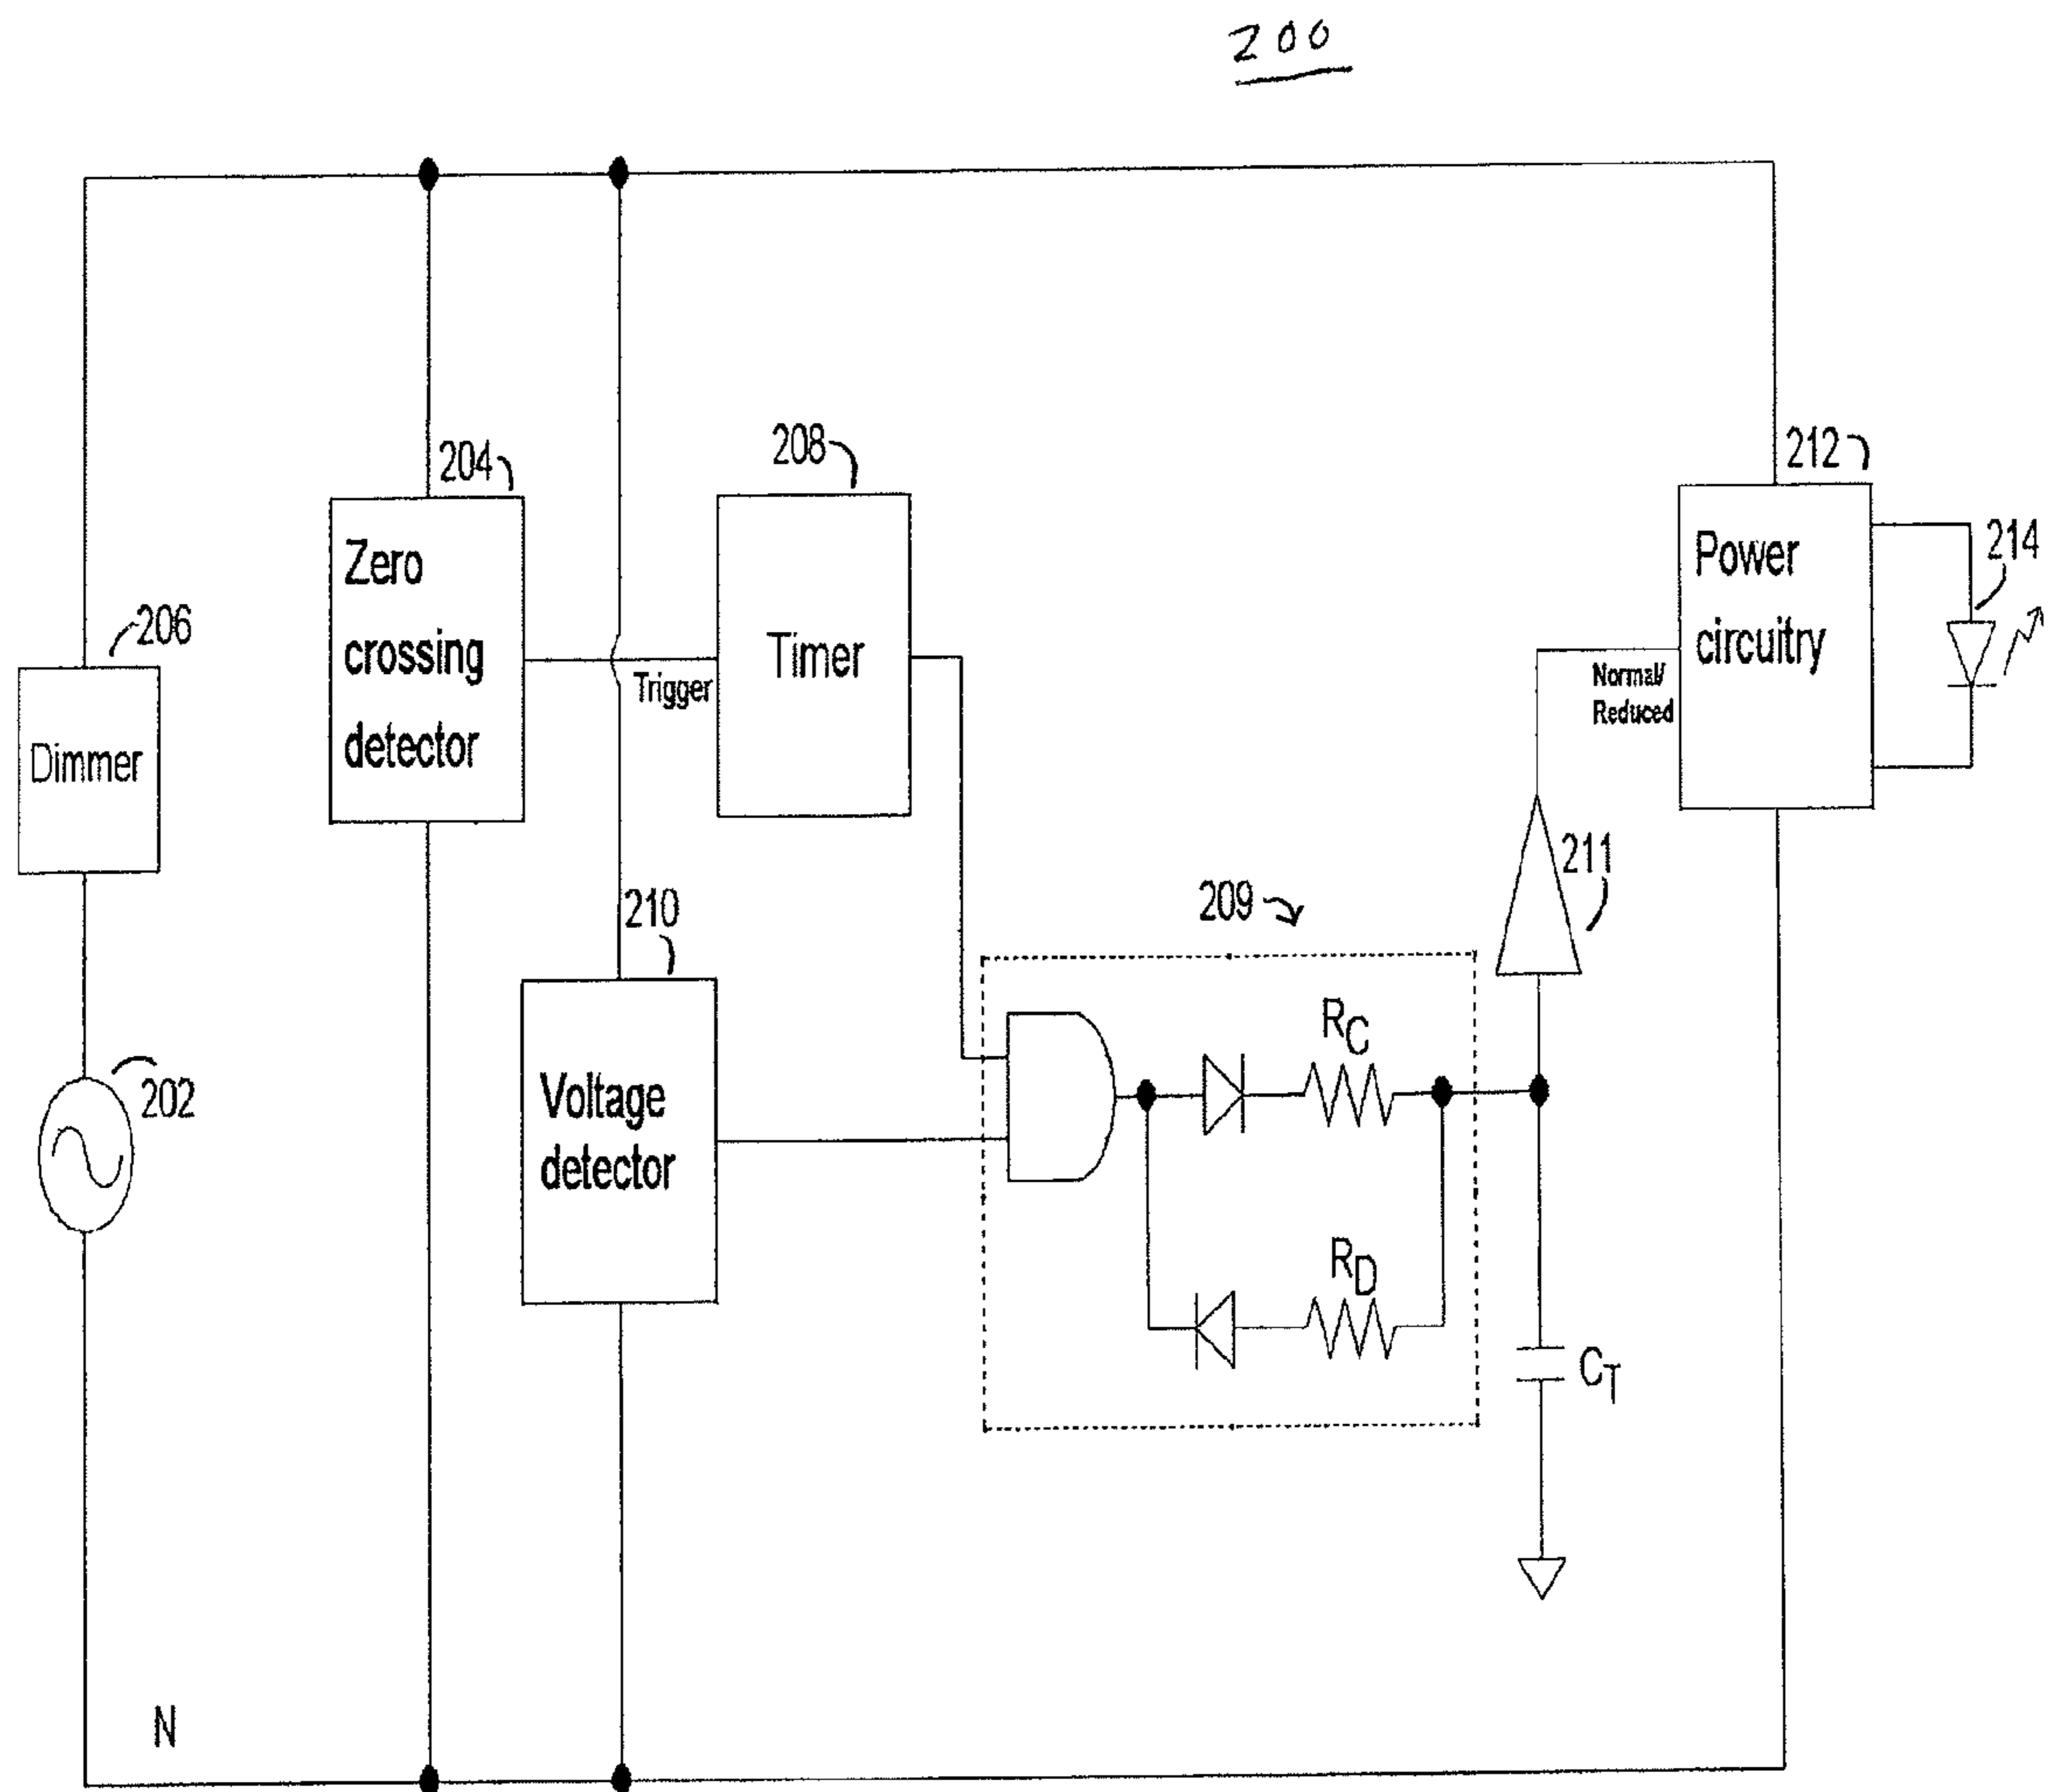 200
204
208
212
Zero
crossing
detector
Trigger
Timer
Power
circuitry
214
Normal/
Reduced
206
Dimmer
202
210
Voltage
detector
209
211
RC
RD
CT
N